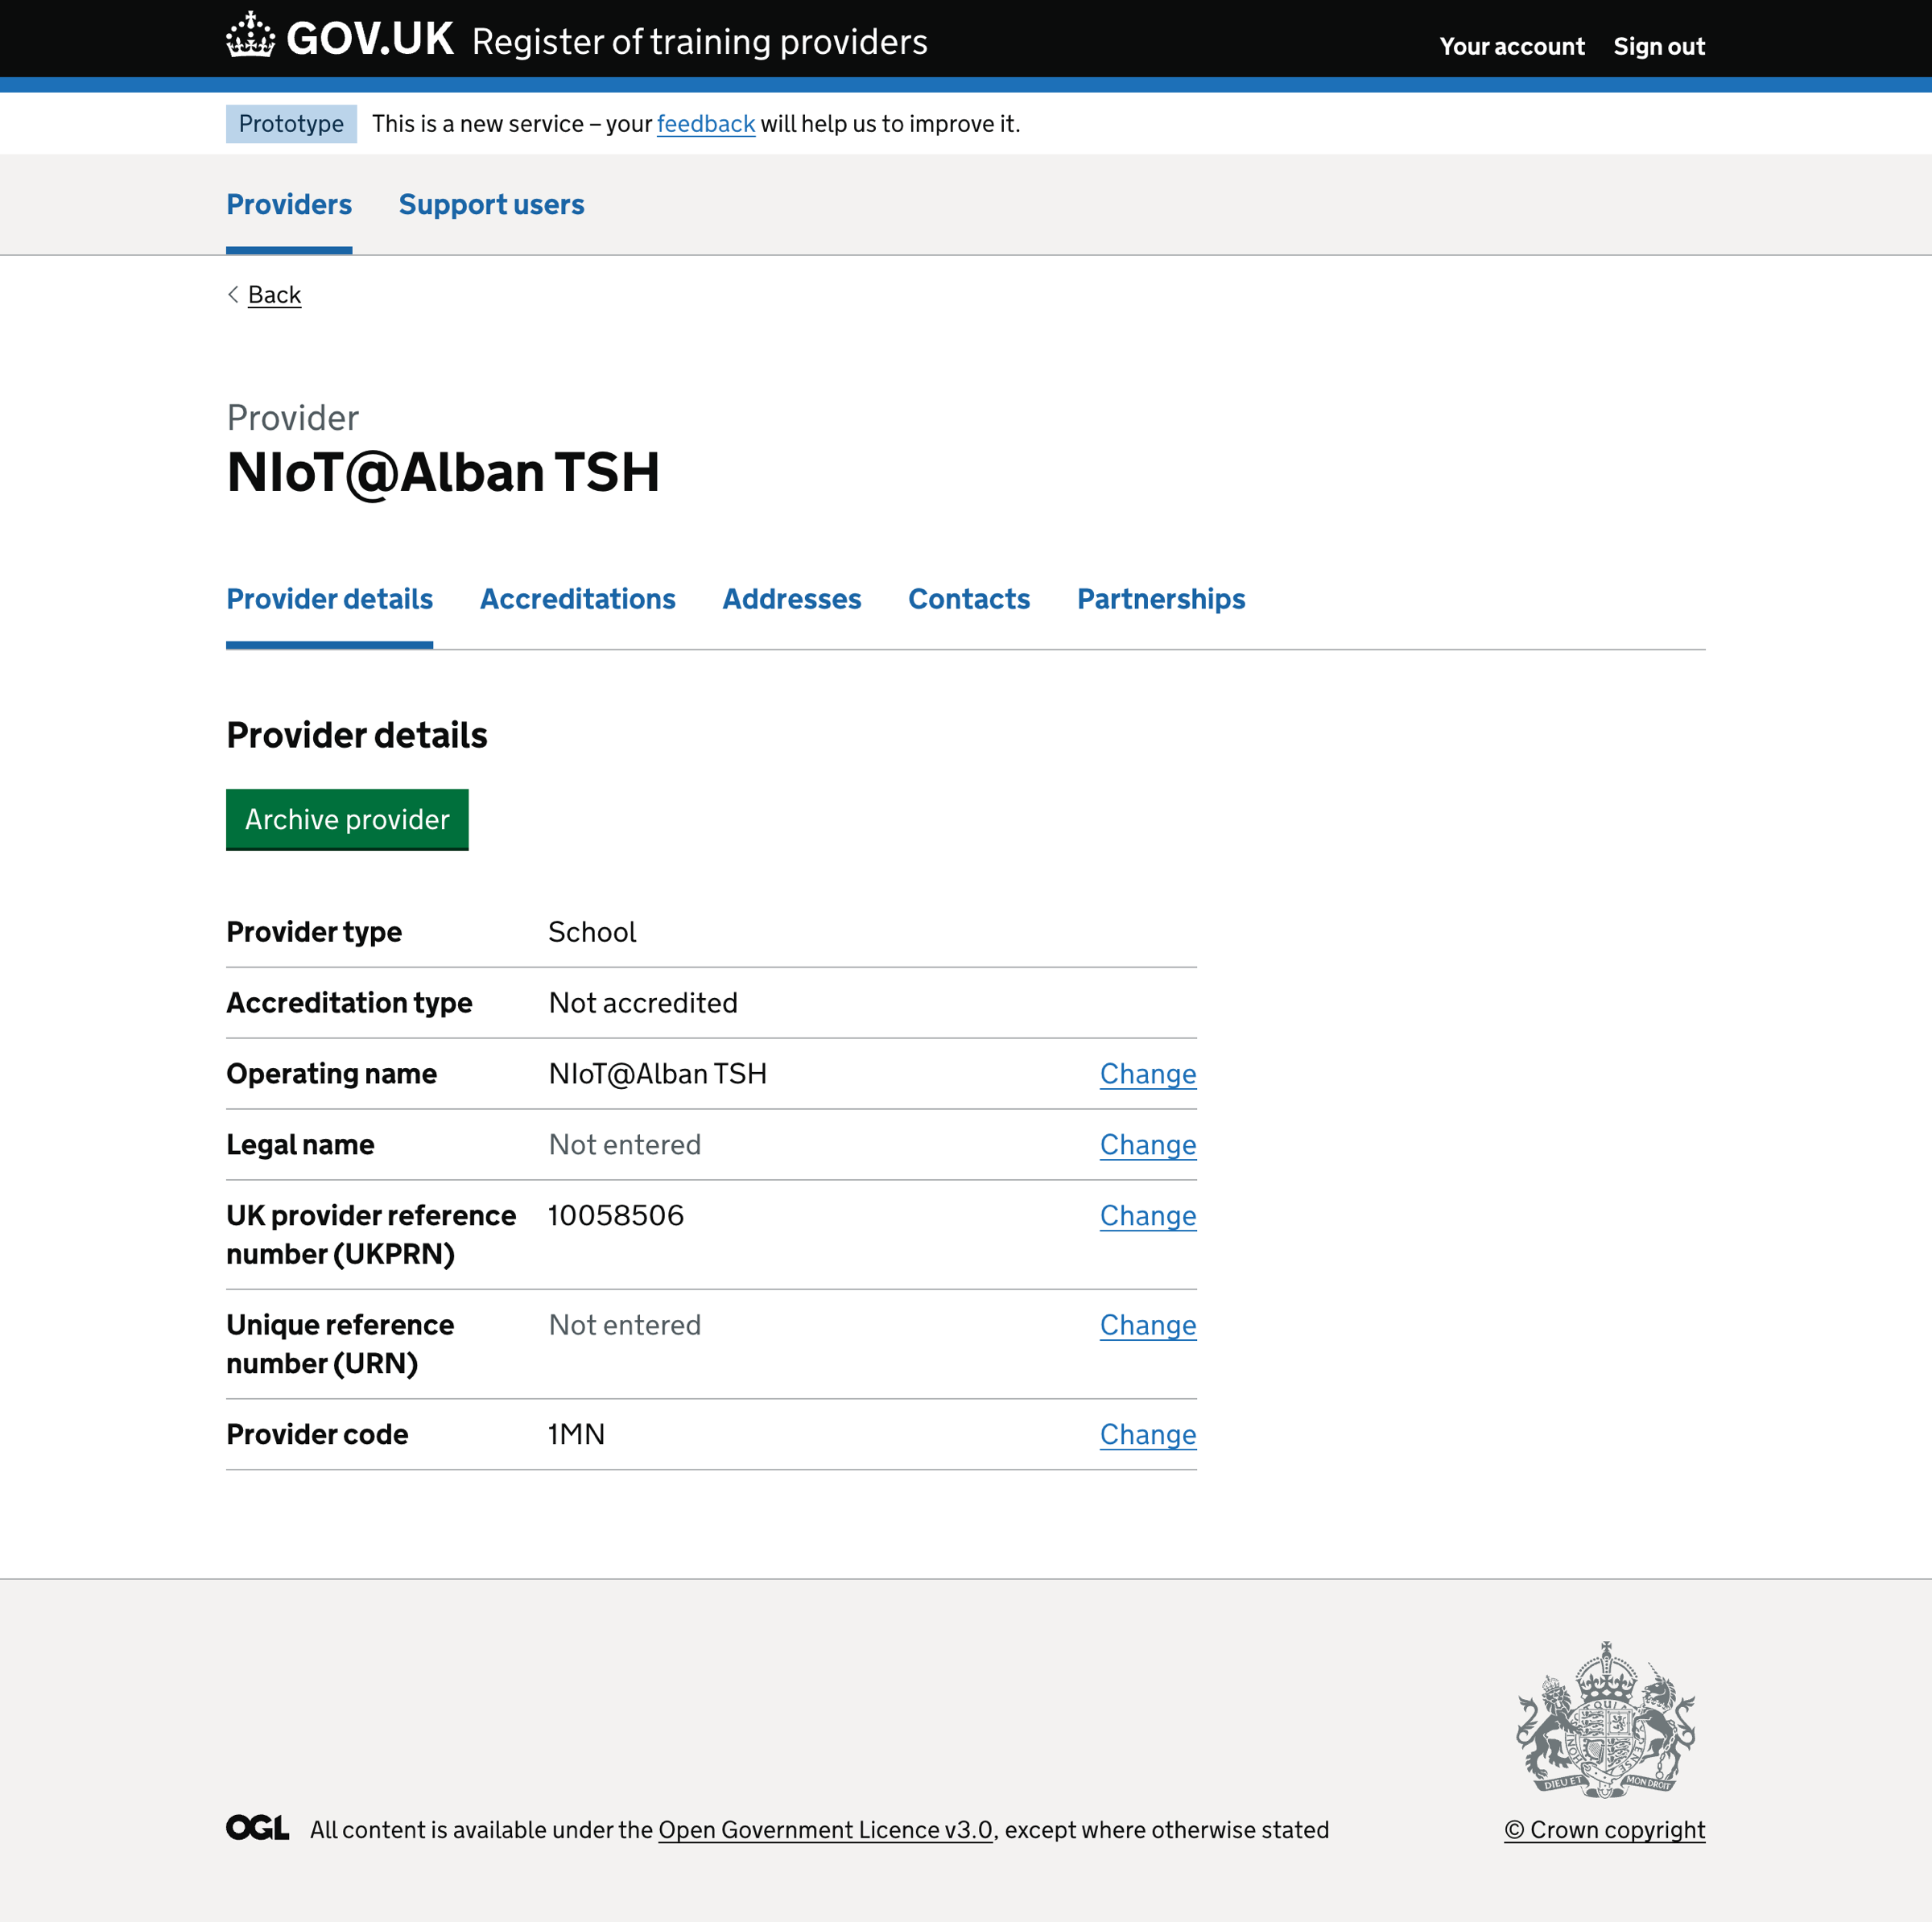 GOV.UK Register of training providers
Your account Sign out
Prototype This is a new service – your feedback will help us to improve it.
Providers Support users
Back
Provider
NIoT@Alban TSH
Provider details Accreditations Addresses Contacts Partnerships
Provider details
Archive provider
Provider type School
Accreditation type Not accredited
Operating name NIoT@Alban TSH Change
Legal name Not entered Change
UK provider reference 10058506 Change
number (UKPRN)
Unique reference Not entered Change
number (URN)
Provider code 1MN Change
DIEU ET MON DROIT
OGL All content is available under the Open Government Licence v3.0, except where otherwise stated
© Crown copyright